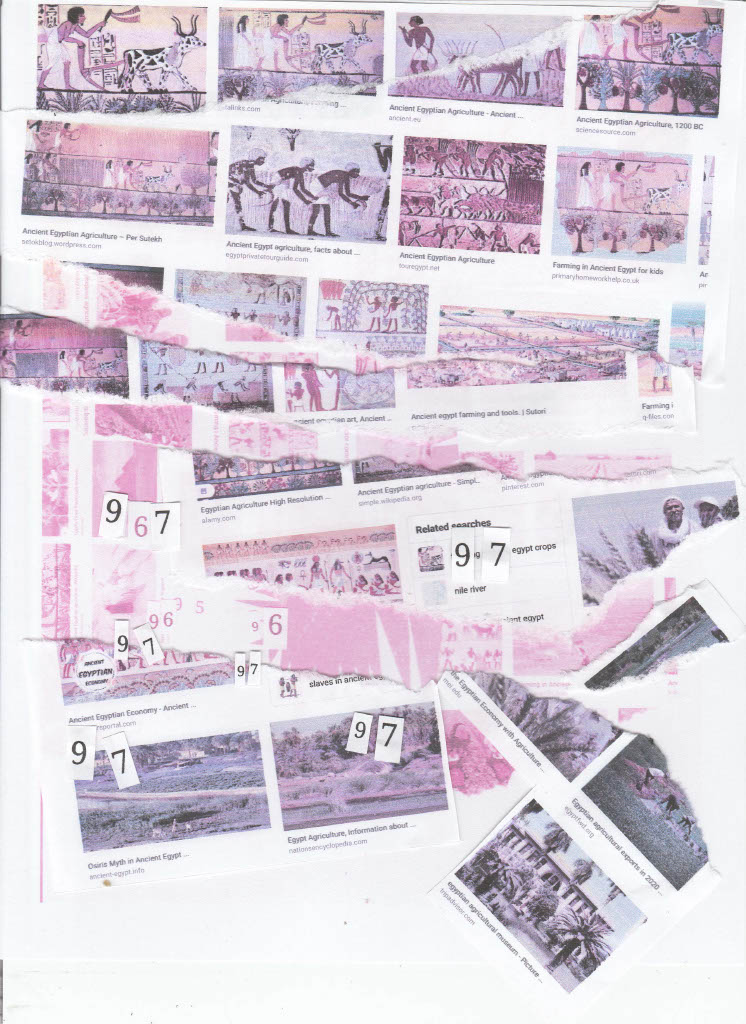 alinks.com
Ancient Egyptian Agriculture - Ancient ...
ancient.eu
Ancient Egyptian Agriculture, 1200 BC
sciencesource.com
Ancient Egyptian Agriculture – Per Sutekh
setekblog.wordpress.com
Ancient Egypt agriculture, facts about ...
egyptprivatetourguide.com
Ancient Egyptian Agriculture
touregypt.net
Farming in Ancient Egypt for kids
primaryhomeworkhelp.co.uk
egyptian art, Ancient ...
Ancient egypt farming and tools. | Sutori
Farming i
q-files.com
Egyptian Agriculture High Resolution ...
alamy.com
Ancient Egyptian agriculture - Simpl...
simple.wikipedia.org
pinterest.com
9 6 7
Related searches
9 7
egypt crops
nile river
egypt
9 5
96
9 6
9 7
9 7
ANCIENT
EGYPTIAN
ECONOMY
slaves in ancient eg
Ancient Egyptian Economy - Ancient ...
sportal.com
9 7
9 7
Osiris Myth in Ancient Egypt ...
ancient-egypt.info
Egypt Agriculture, Information about ...
nationsencyclopedia.com
the Egyptian Economy with Agriculture ...
Egyptian agricultural exports in 2020 ...
egyptfwd.org
egyptian agricultural museum - Picture ...
tripadvisor.com